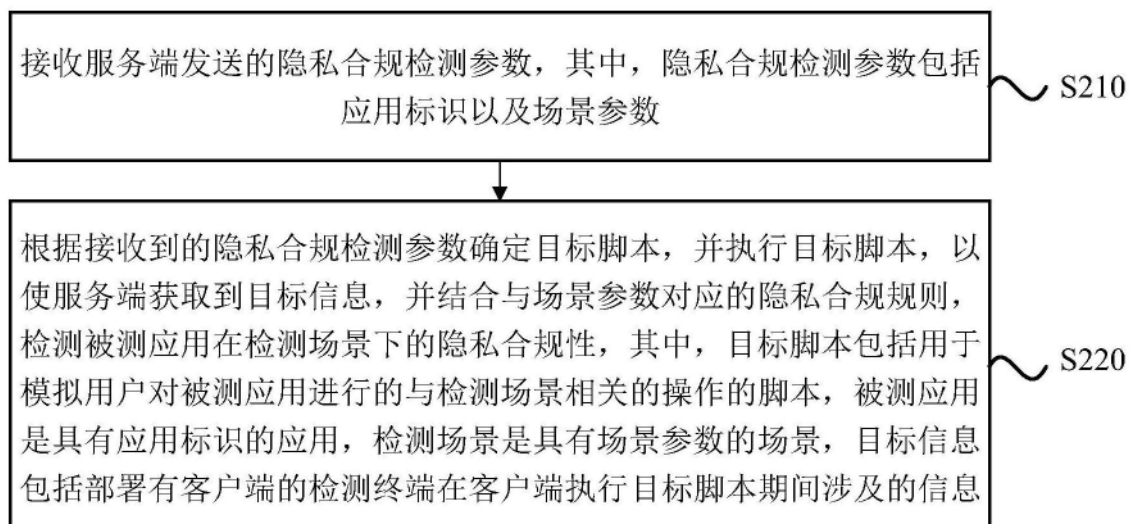 接收服务端发送的隐私合规检测参数，其中，隐私合规检测参数包括
应用标识以及场景参数
S210
根据接收到的隐私合规检测参数确定目标脚本，并执行目标脚本，以
使服务端获取到目标信息，并结合与场景参数对应的隐私合规规则，
检测被测应用在检测场景下的隐私合规性，其中，目标脚本包括用于
模拟用户对被测应用进行的与检测场景相关的操作的脚本，被测应用
是具有应用标识的应用，检测场景是具有场景参数的场景，目标信息
包括部署有客户端的检测终端在客户端执行目标脚本期间涉及的信息
S220